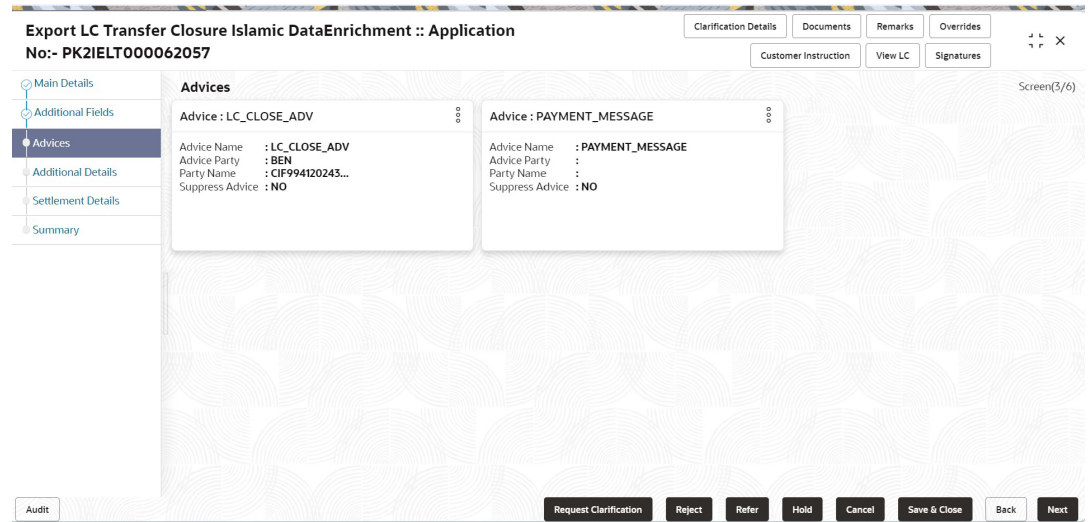 Export LC Transfer Closure Islamic DataEnrichment :: Application
No:- PK2IELT000062057
Clarification Details
Documents
Remarks
Overrides
Customer Instruction
View LC
Signatures
Main Details
Additional Fields
Advices
Additional Details
Settlement Details
Summary
Advices
Screen(3/6)
Advice : LC_CLOSE_ADV
Advice Name : LC_CLOSE_ADV
Advice Party : BEN
Party Name : CIF994120243...
Suppress Advice : NO
Advice : PAYMENT_MESSAGE
Advice Name : PAYMENT_MESSAGE
Advice Party :
Party Name :
Suppress Advice : NO
Audit
Request Clarification
Reject
Refer
Hold
Cancel
Save & Close
Back
Next